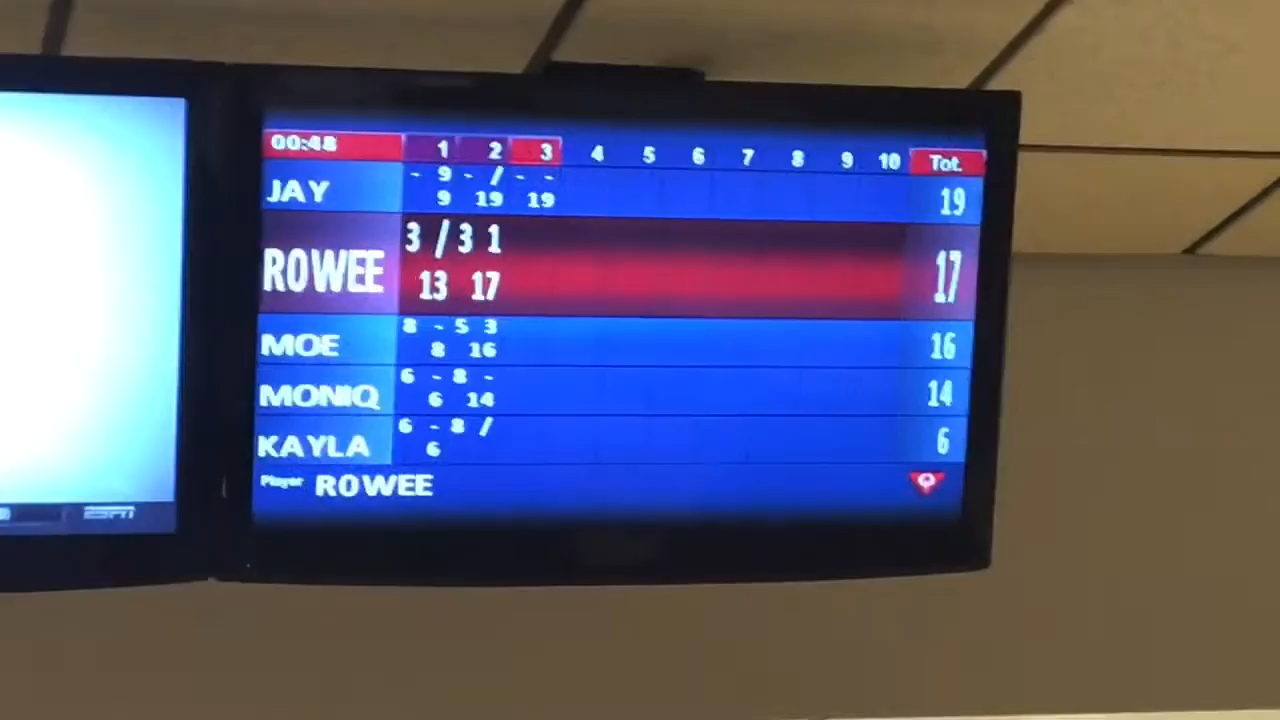 00:48 1 2 3 4 5 6 7 8 9 10 Tot.
- 9 - / - -
JAY 9 19 19 19
3 / 3 1
ROWEE 13 17 17
8 - 5 3
MOE 8 16 16
6 - 8 -
MONIQ 6 14 14
6 - 8 /
KAYLA 6 6
Player ROWEE
ESPN